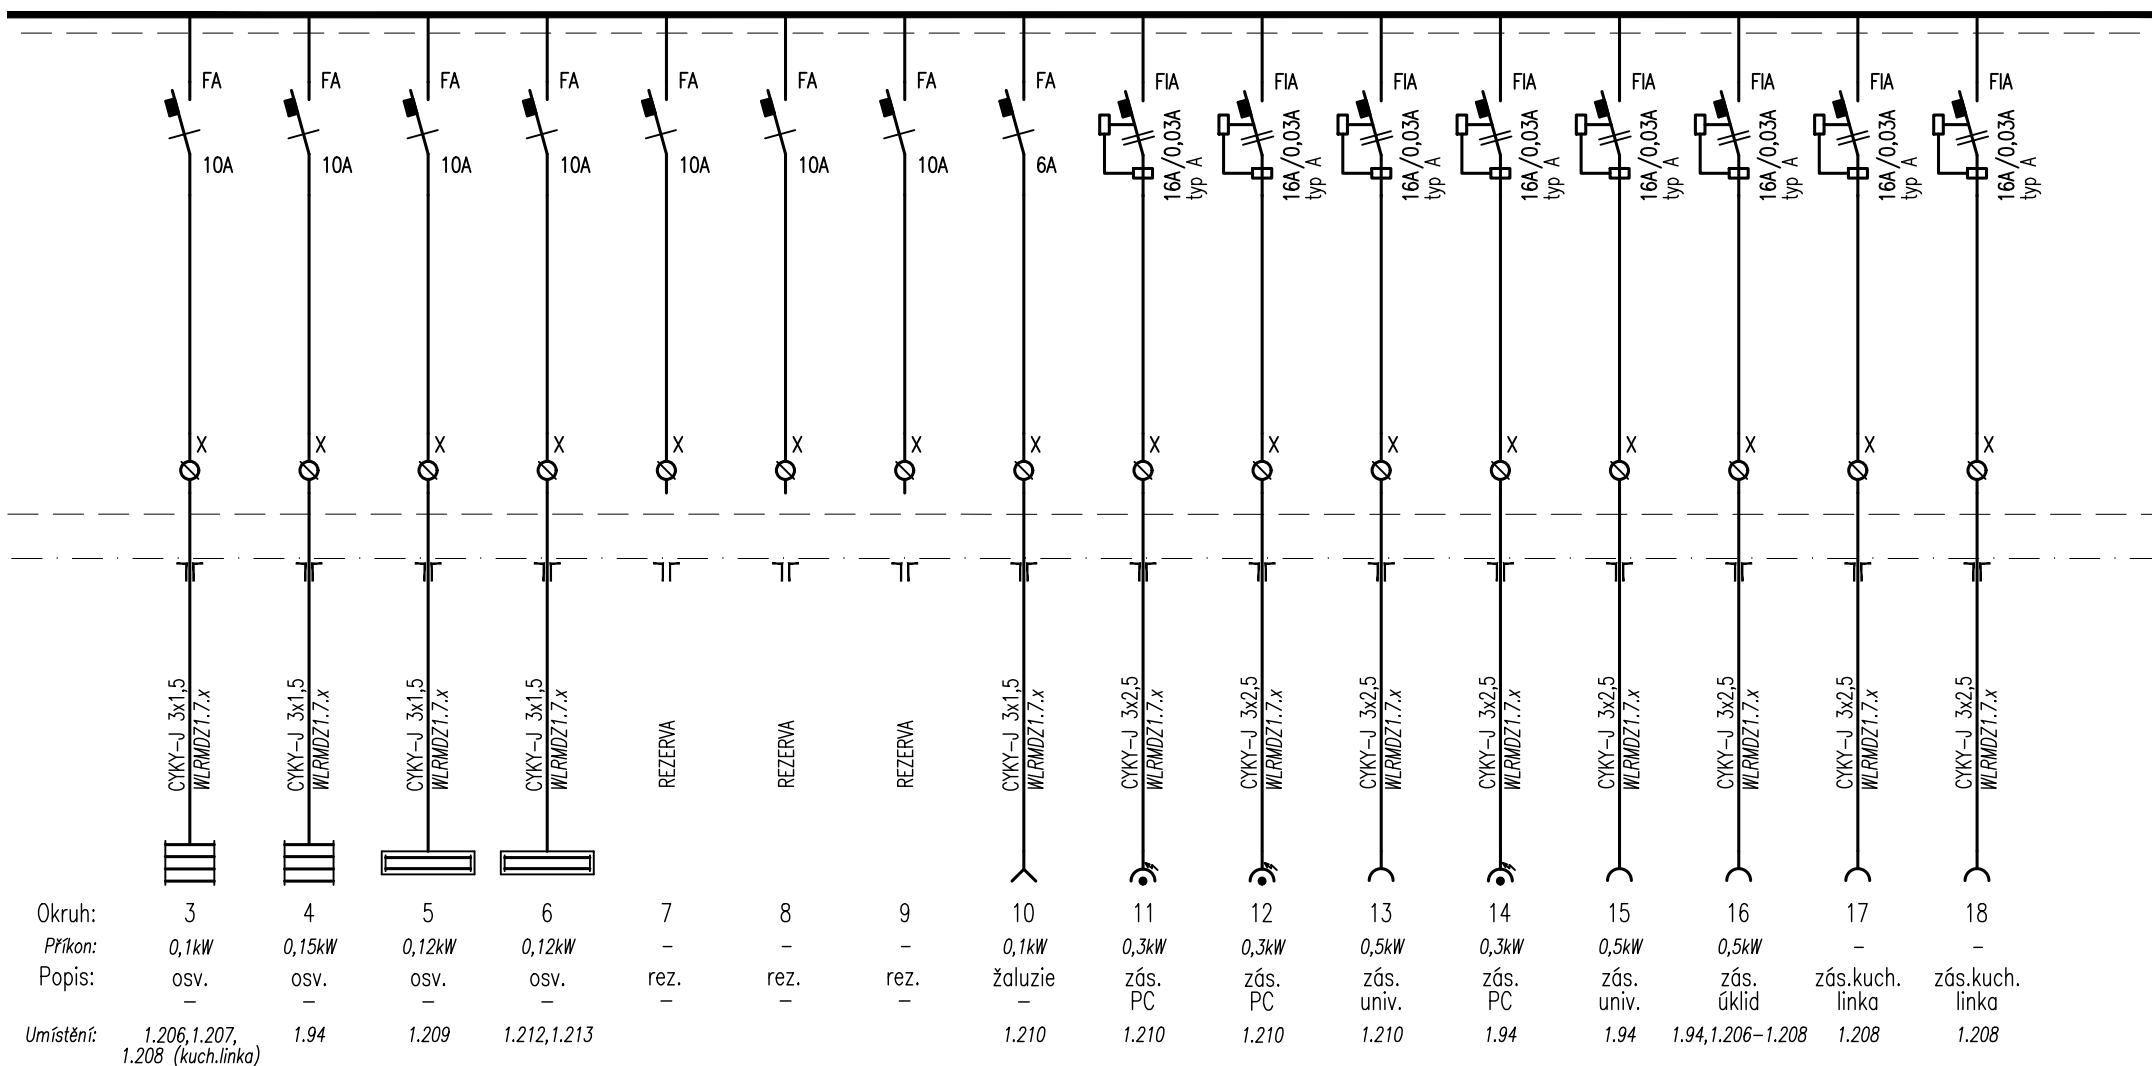 FA FA FA FA FA FA FA FA FIA FIA FIA FIA FIA FIA FIA FIA
10A 10A 10A 10A 10A 10A 10A 6A 16A/0,03A 16A/0,03A 16A/0,03A 16A/0,03A 16A/0,03A 16A/0,03A 16A/0,03A 16A/0,03A
typ A typ A typ A typ A typ A typ A typ A typ A
X X X X X X X X X X X X X X X X
CYKY-J 3x1,5 CYKY-J 3x1,5 CYKY-J 3x1,5 CYKY-J 3x1,5 REZERVA REZERVA REZERVA CYKY-J 3x1,5 CYKY-J 3x2,5 CYKY-J 3x2,5 CYKY-J 3x2,5 CYKY-J 3x2,5 CYKY-J 3x2,5 CYKY-J 3x2,5 CYKY-J 3x2,5 CYKY-J 3x2,5
WLRMDZ1.7.x WLRMDZ1.7.x WLRMDZ1.7.x WLRMDZ1.7.x WLRMDZ1.7.x WLRMDZ1.7.x WLRMDZ1.7.x WLRMDZ1.7.x WLRMDZ1.7.x WLRMDZ1.7.x WLRMDZ1.7.x WLRMDZ1.7.x WLRMDZ1.7.x
Okruh: 3 4 5 6 7 8 9 10 11 12 13 14 15 16 17 18
Příkon: 0,1kW 0,15kW 0,12kW 0,12kW – – – 0,1kW 0,3kW 0,3kW 0,5kW 0,3kW 0,5kW 0,5kW – –
Popis: osv. osv. osv. osv. rez. rez. rez. žaluzie zás. zás. zás. zás. zás. zás. zás.kuch. zás.kuch.
– – – – – – – – PC PC univ. PC univ. úklid linka linka
Umístění: 1.206,1.207, 1.94 1.209 1.212,1.213 1.210 1.210 1.210 1.210 1.94 1.94 1.94,1.206–1.208 1.208 1.208
1.208 (kuch.linka)